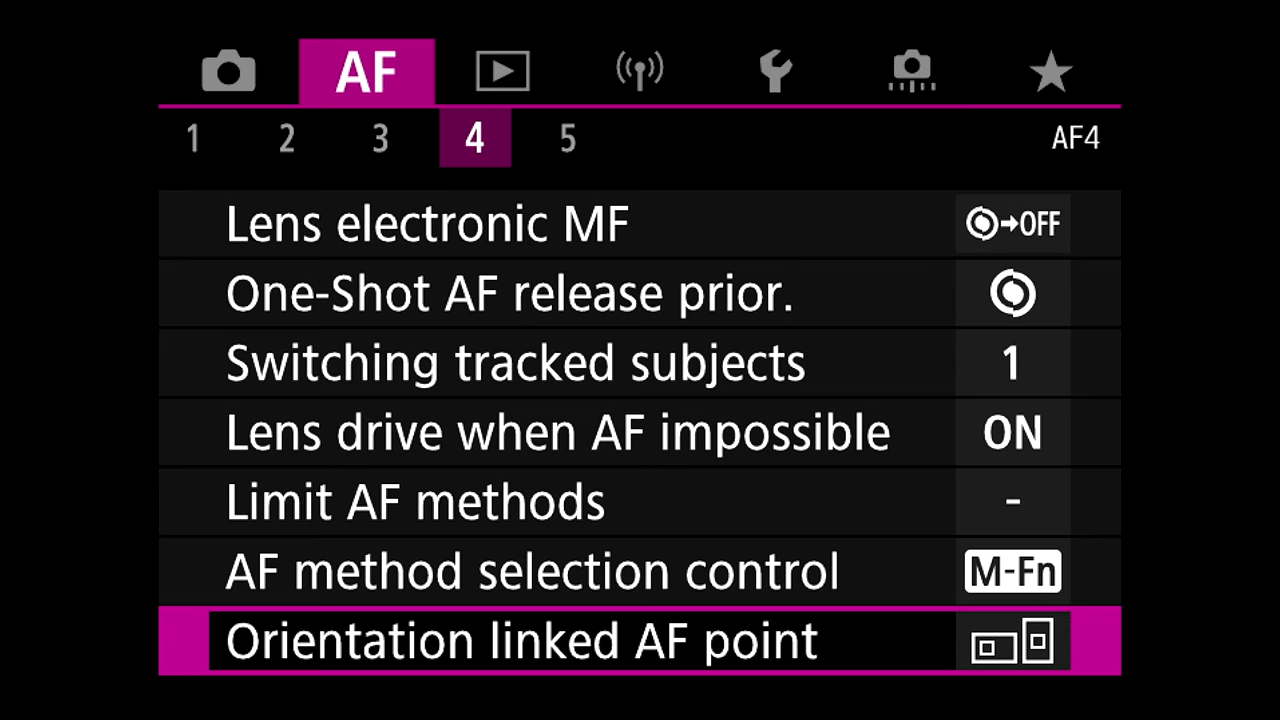 AF
1 2 3 4 5 AF4
Lens electronic MF →OFF
One-Shot AF release prior.
Switching tracked subjects 1
Lens drive when AF impossible ON
Limit AF methods -
AF method selection control M-Fn
Orientation linked AF point